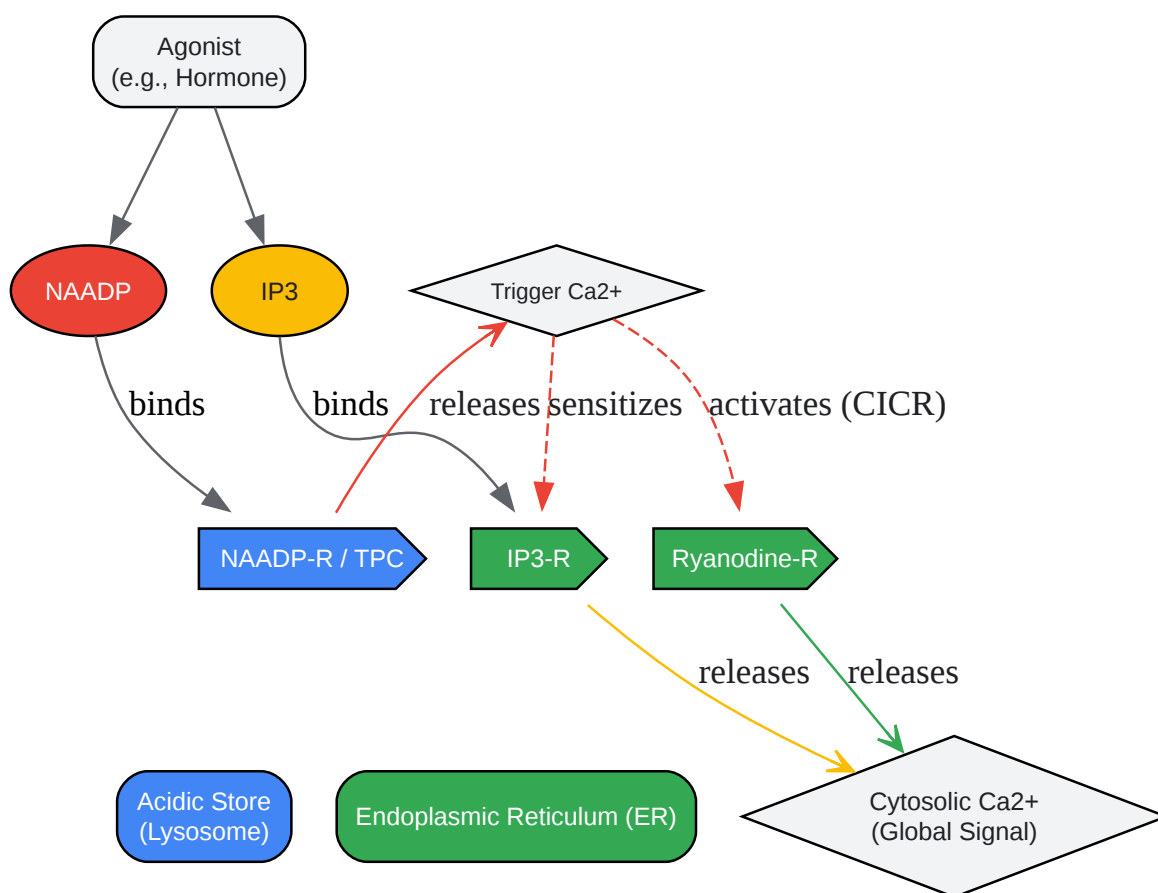 Agonist
(e.g., Hormone)
NAADP
IP3
Trigger Ca2+
binds
binds
releases
sensitizes
activates (CICR)
NAADP-R / TPC
IP3-R
Ryanodine-R
releases
releases
Acidic Store
(Lysosome)
Endoplasmic Reticulum (ER)
Cytosolic Ca2+
(Global Signal)